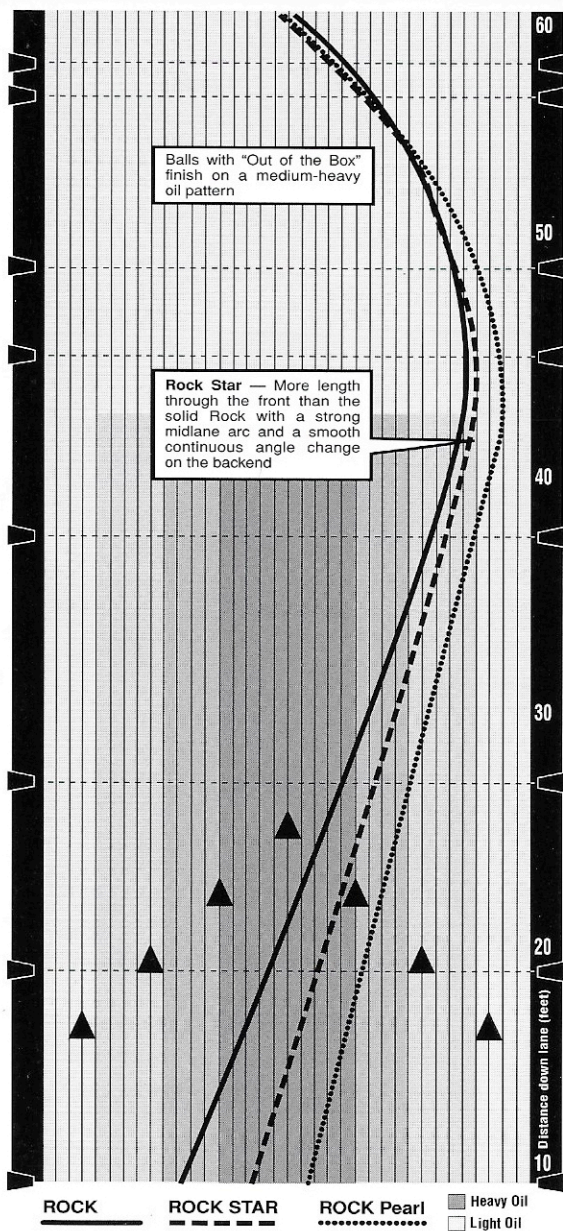 60
Balls with “Out of the Box”
finish on a medium-heavy
oil pattern
50
Rock Star — More length
through the front than the
solid Rock with a strong
midlane arc and a smooth
continuous angle change
on the backend
40
30
20
Distance down lane (feet)
10
ROCK
ROCK STAR
ROCK Pearl
Heavy Oil
Light Oil